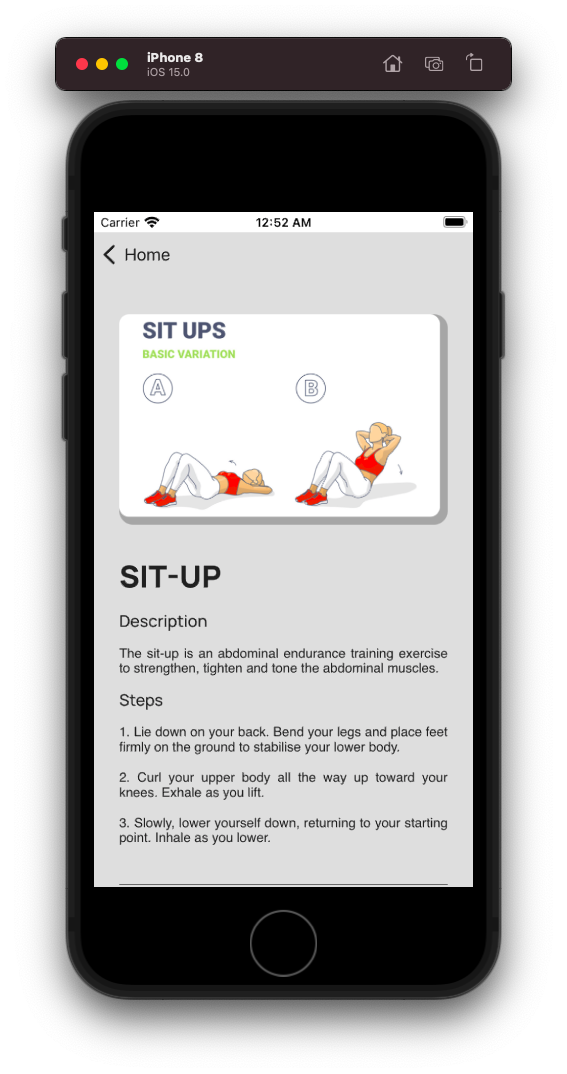 iPhone 8
iOS 15.0
Carrier 12:52 AM
Home
SIT UPS
BASIC VARIATION
A B
SIT-UP
Description
The sit-up is an abdominal endurance training exercise
to strengthen, tighten and tone the abdominal muscles.
Steps
1. Lie down on your back. Bend your legs and place feet
firmly on the ground to stabilise your lower body.
2. Curl your upper body all the way up toward your
knees. Exhale as you lift.
3. Slowly, lower yourself down, returning to your starting
point. Inhale as you lower.